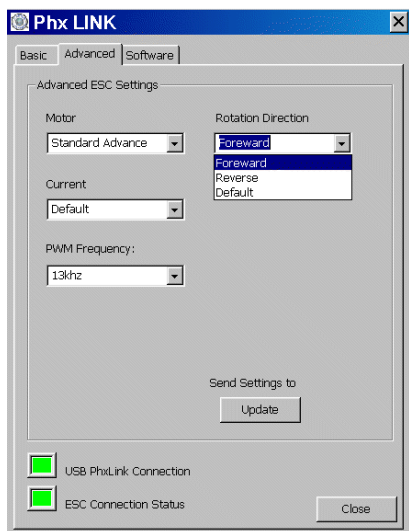 Phx LINK
Basic Advanced Software
Advanced ESC Settings
Motor Rotation Direction
Standard Advance Foreward
Foreward
Reverse
Default
Current
Default
PWM Frequency:
13khz
Send Settings to
Update
USB PhxLink Connection
ESC Connection Status
Close